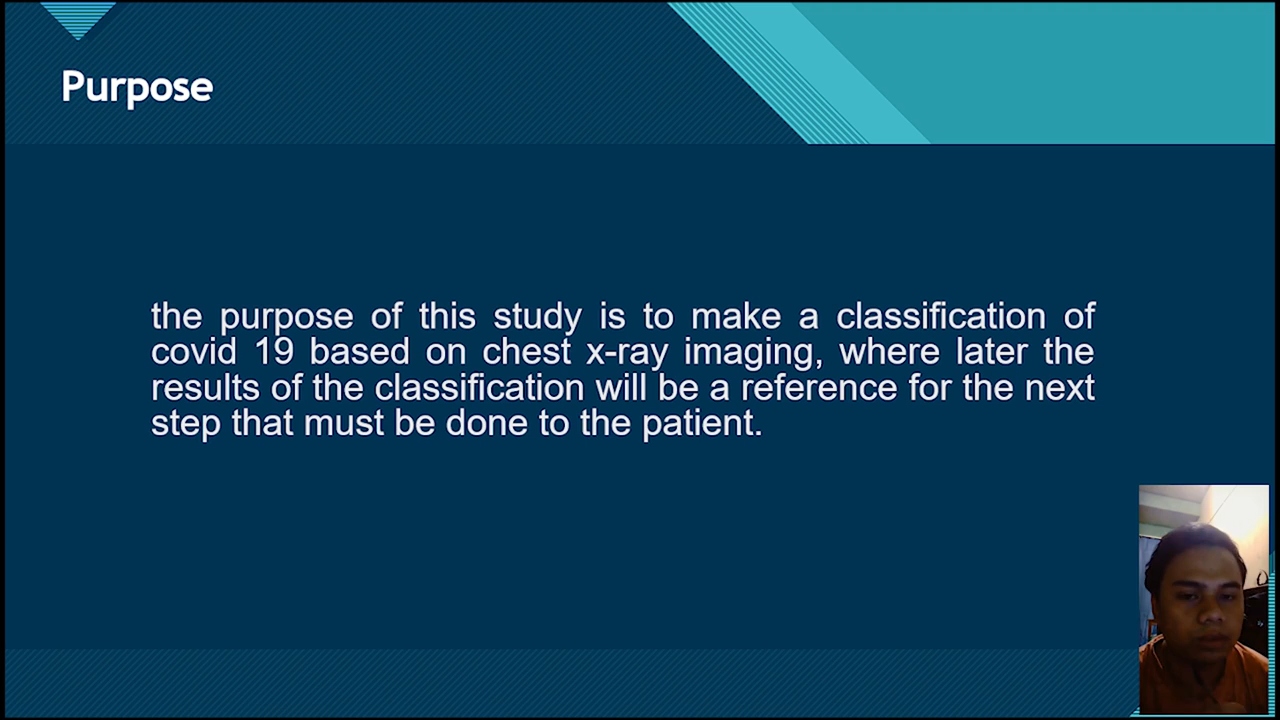 Purpose
the purpose of this study is to make a classification of
covid 19 based on chest x-ray imaging, where later the
results of the classification will be a reference for the next
step that must be done to the patient.